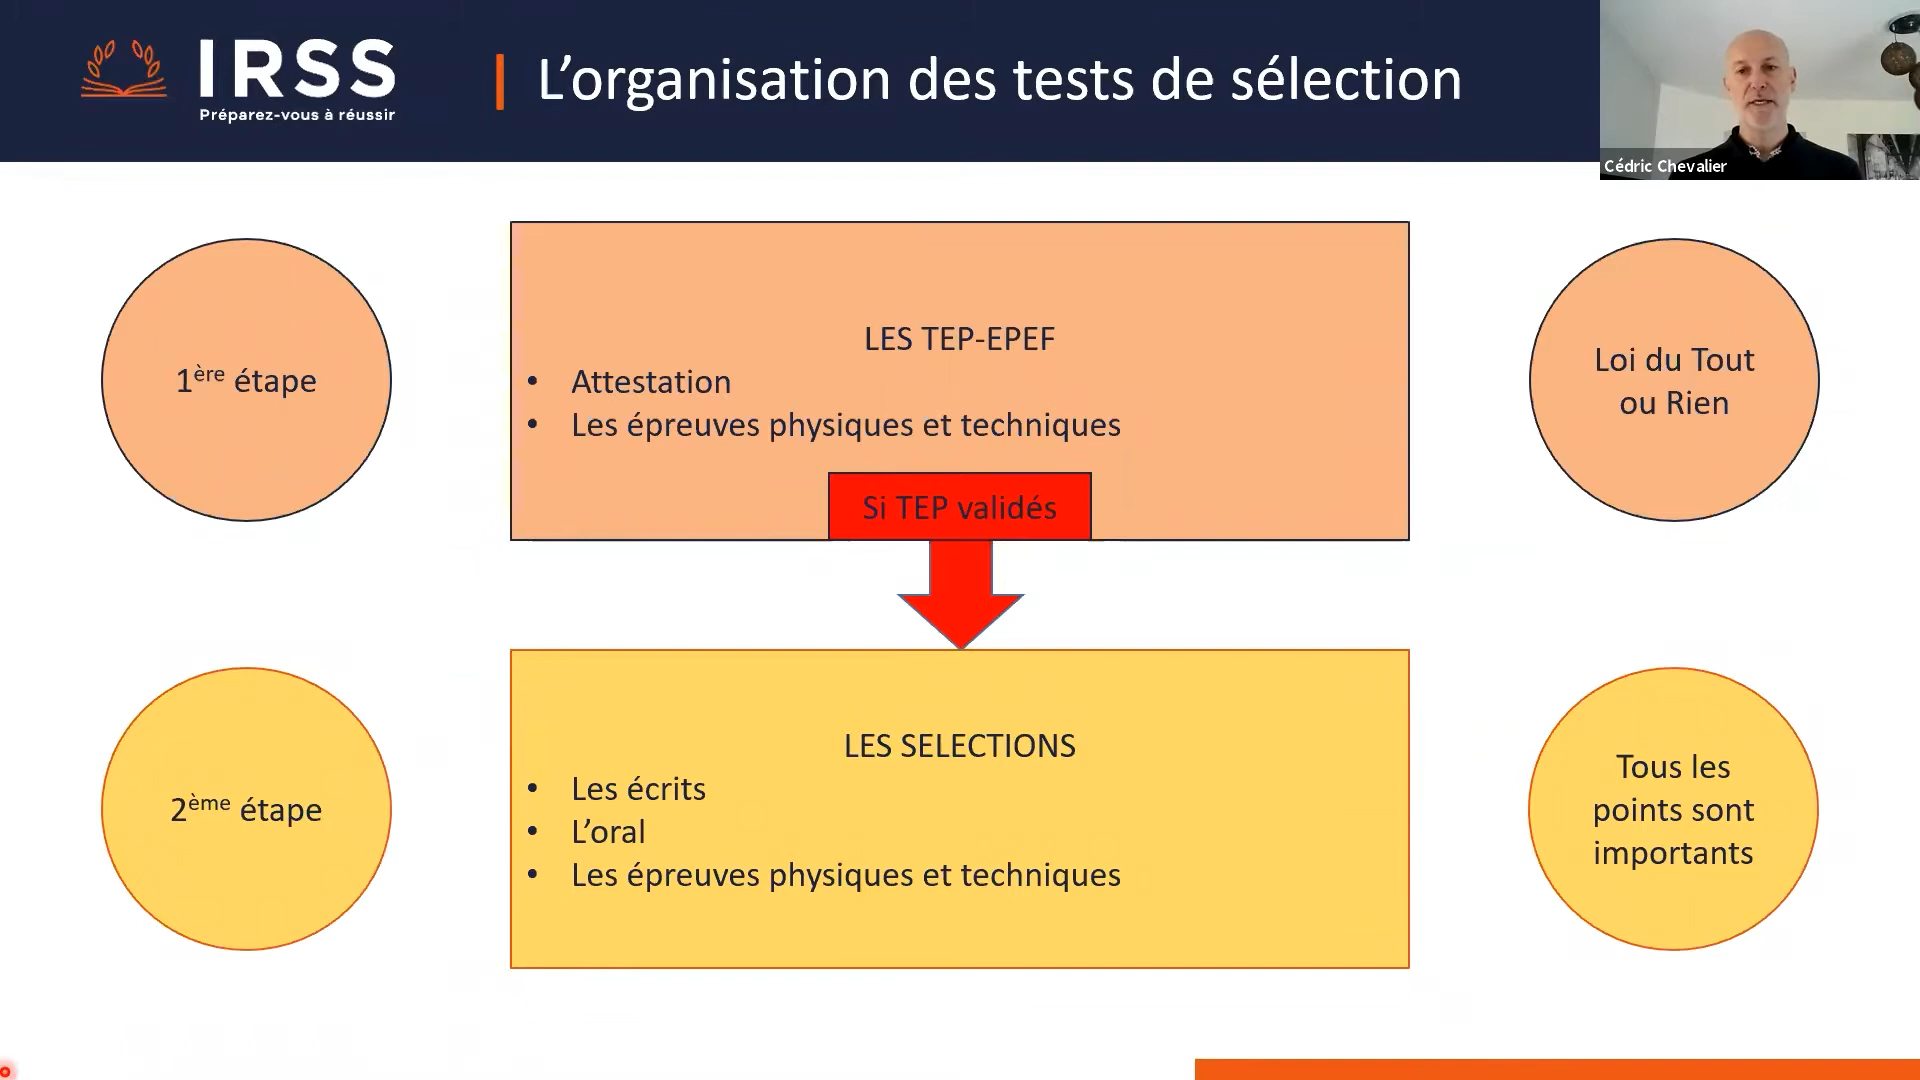 IRSS
Préparez-vous à réussir
L’organisation des tests de sélection
Cédric Chevalier
1ère étape
LES TEP-EPEF
• Attestation
• Les épreuves physiques et techniques
Si TEP validés
Loi du Tout
ou Rien
2ème étape
LES SELECTIONS
• Les écrits
• L’oral
• Les épreuves physiques et techniques
Tous les
points sont
importants